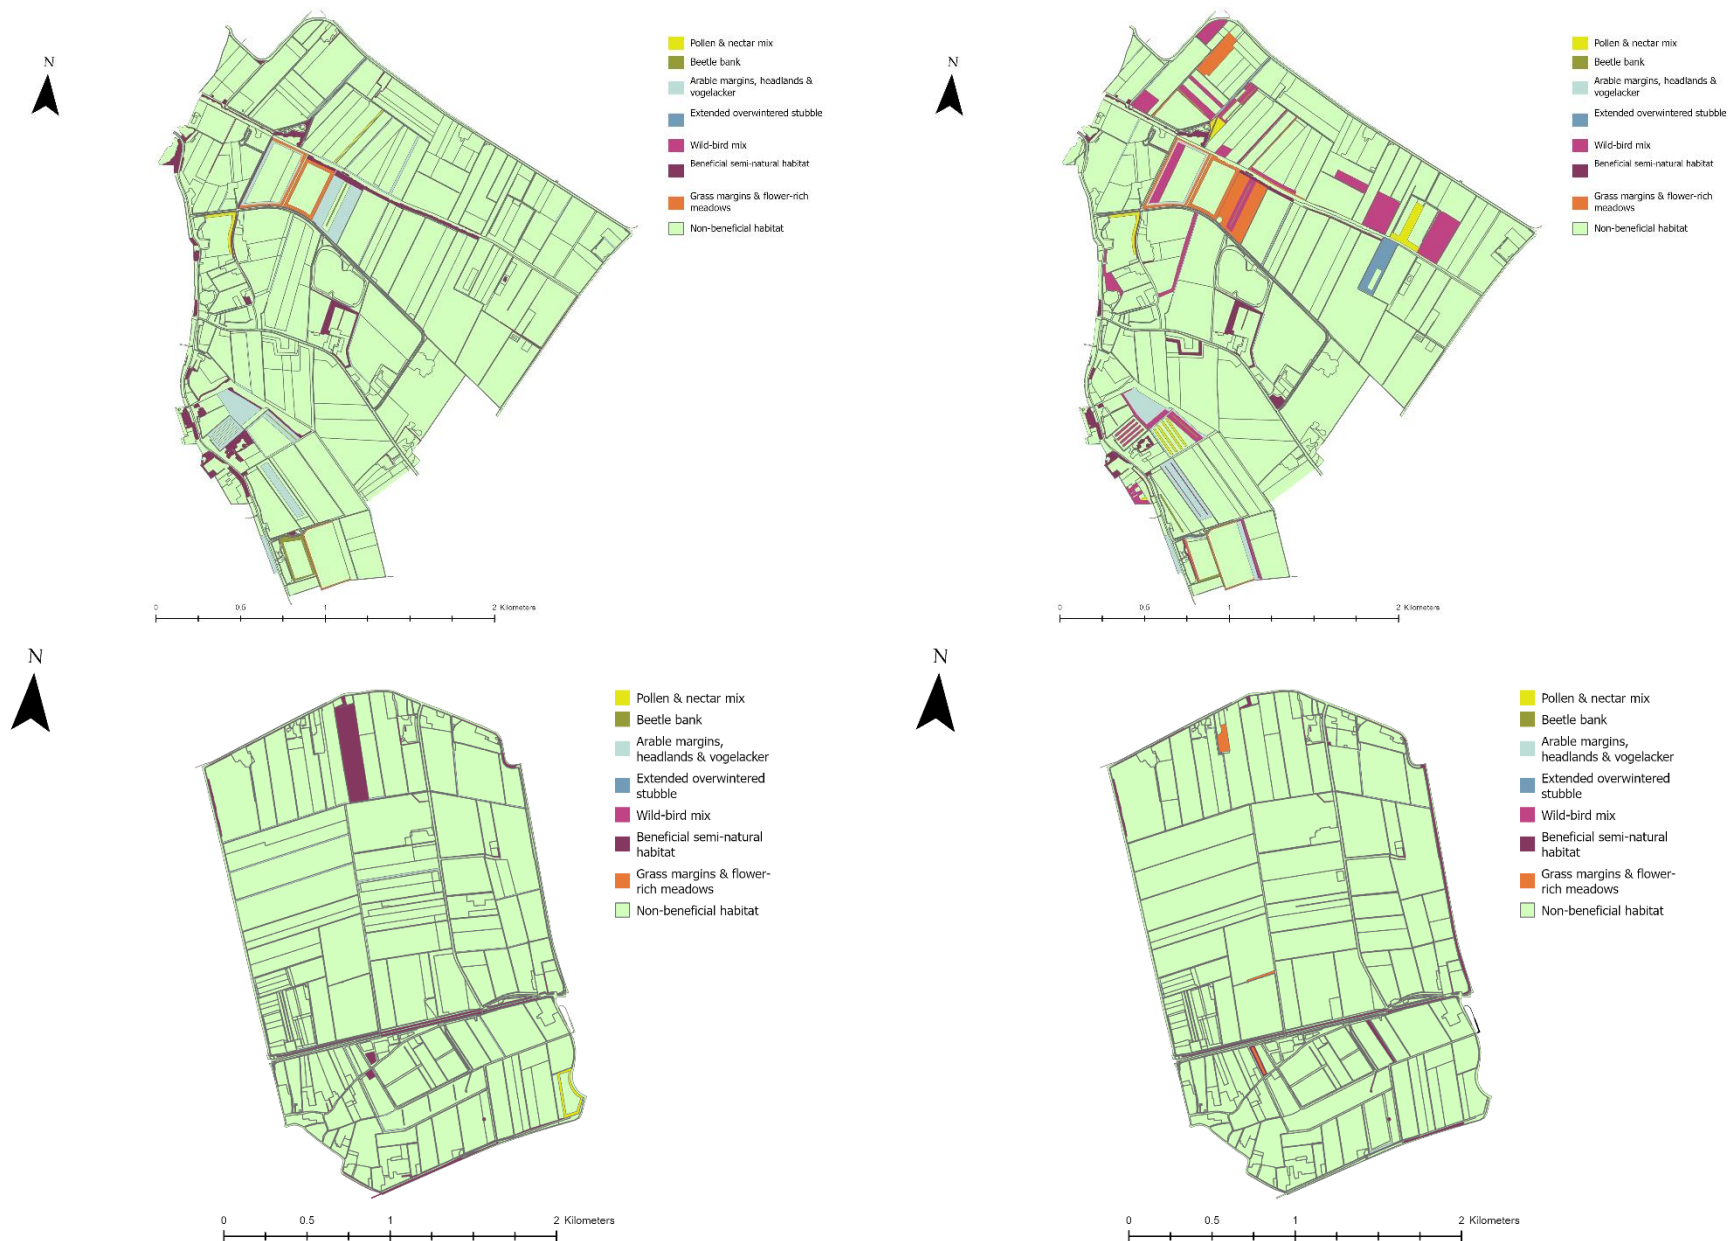 N
Pollen & nectar mix
Beetle bank
Arable margins, headlands &
vogelacker
Extended overwintered stubble
Wild-bird mix
Beneficial semi-natural habitat
Grass margins & flower-rich
meadows
Non-beneficial habitat
0 0.5 1 2 Kilometers
N
Pollen & nectar mix
Beetle bank
Arable margins, headlands &
vogelacker
Extended overwintered stubble
Wild-bird mix
Beneficial semi-natural habitat
Grass margins & flower-rich
meadows
Non-beneficial habitat
0 0.5 1 2 Kilometers
N
Pollen & nectar mix
Beetle bank
Arable margins,
headlands & vogelacker
Extended overwintered
stubble
Wild-bird mix
Beneficial semi-natural
habitat
Grass margins & flower-
rich meadows
Non-beneficial habitat
0 0.5 1 2 Kilometers
N
Pollen & nectar mix
Beetle bank
Arable margins,
headlands & vogelacker
Extended overwintered
stubble
Wild-bird mix
Beneficial semi-natural
habitat
Grass margins & flower-
rich meadows
Non-beneficial habitat
0 0.5 1 2 Kilometers